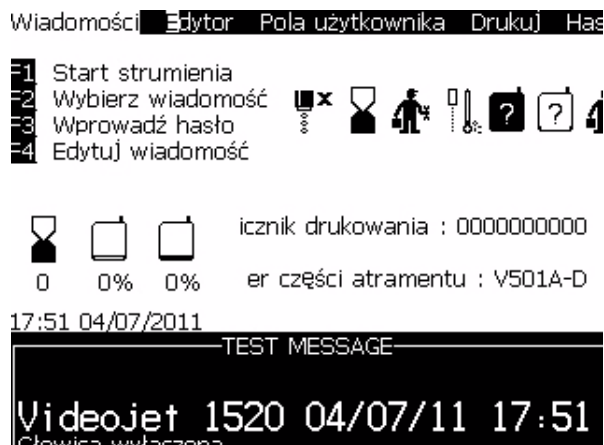 Wiadomości Edytor Pola użytkownika Drukuj Has
F1 Start strumienia
F2 Wybierz wiadomość
F3 Wprowadź hasło
F4 Edytuj wiadomość
? ?
icznik drukowania : 0000000000
0 0% 0% er części atramentu : V501A-D
17:51 04/07/2011
TEST MESSAGE
Videojet 1520 04/07/11 17:51
Głowica wyłączona